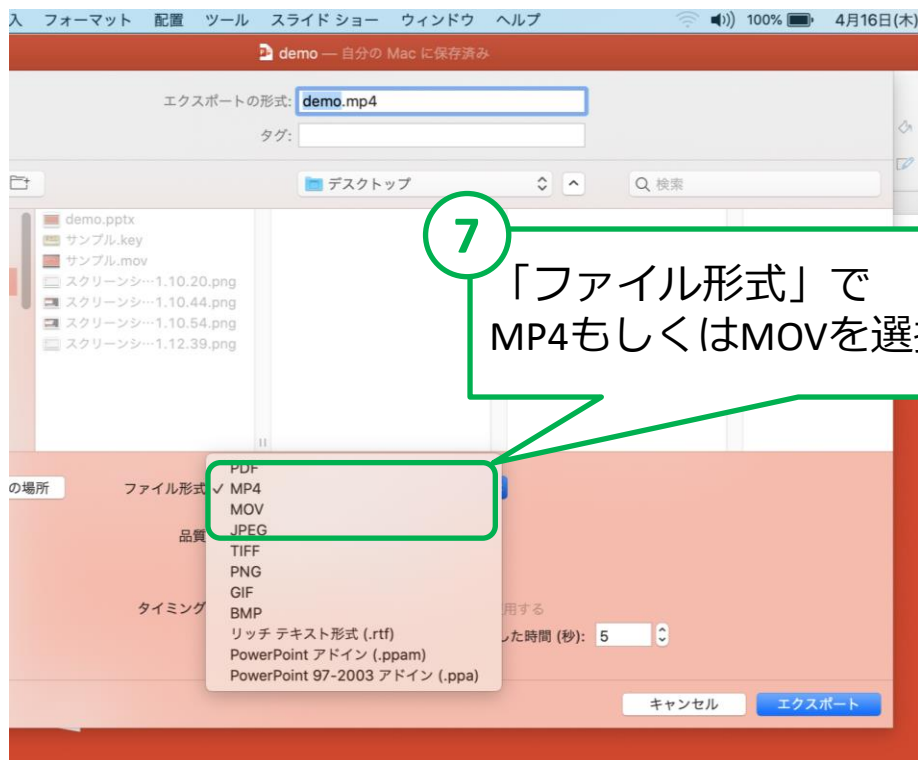 入 フォーマット 配置 ツール スライド ショー ウィンドウ ヘルプ 100% 4月16日(木)
demo — 自分の Mac に保存済み
エクスポートの形式: demo.mp4
タグ:
デスクトップ 検索
demo.pptx
サンプル.key
サンプル.mov
スクリーンシ…1.10.20.png
スクリーンシ…1.10.44.png
スクリーンシ…1.10.54.png
スクリーンシ…1.12.39.png
7
「ファイル形式」で
MP4もしくはMOVを選
の場所 ファイル形式
PDF
✓ MP4
MOV
品質 JPEG
TIFF
PNG
GIF
タイミング BMP
用する
リッチ テキスト形式 (.rtf)
した時間 (秒): 5
PowerPoint アドイン (.ppam)
PowerPoint 97-2003 アドイン (.ppa)
キャンセル エクスポート